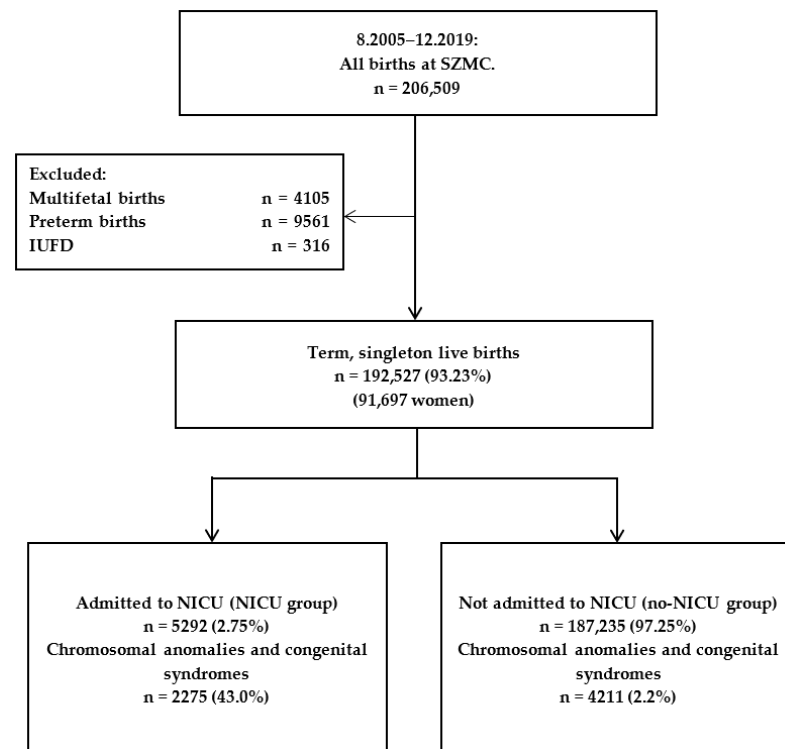 8.2005–12.2019:
All births at SZMC.
n = 206,509
Excluded:
Multifetal births n = 4105
Preterm births n = 9561
IUFD n = 316
Term, singleton live births
n = 192,527 (93.23%)
(91,697 women)
Admitted to NICU (NICU group)
n = 5292 (2.75%)
Chromosomal anomalies and congenital
syndromes
n = 2275 (43.0%)
Not admitted to NICU (no-NICU group)
n = 187,235 (97.25%)
Chromosomal anomalies and congenital
syndromes
n = 4211 (2.2%)